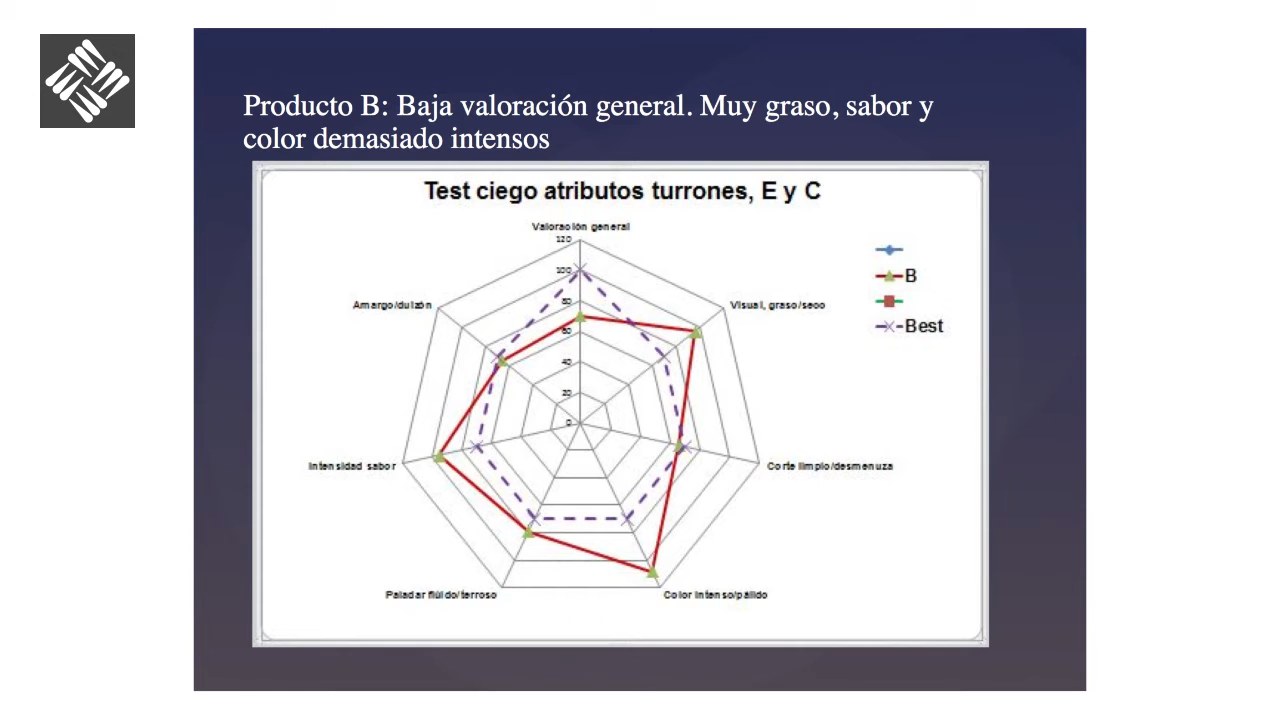 Producto B: Baja valoración general. Muy graso, sabor y
color demasiado intensos
Test ciego atributos turrones, E y C
Valoración general
120
100
80
60
40
20
0
Amargo/dulzón
Visual, graso/seco
Intensidad sabor
Corte limpio/desmenuza
Paladar flúido/terroso
Color Intenso/pálido
B
Best